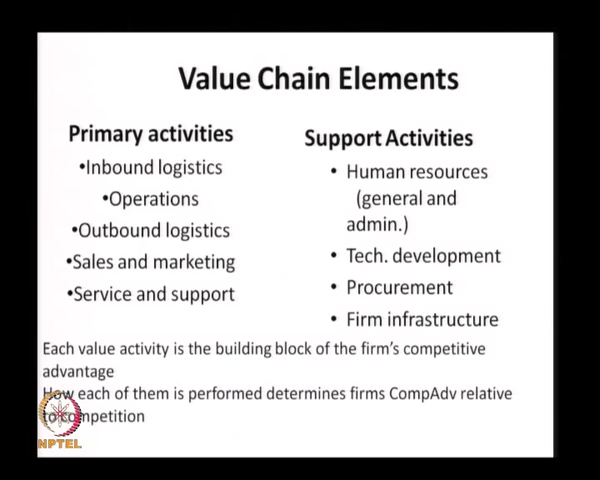 Value Chain Elements
Primary activities
•Inbound logistics
•Operations
•Outbound logistics
•Sales and marketing
•Service and support
Support Activities
• Human resources
(general and
admin.)
• Tech. development
• Procurement
• Firm infrastructure
Each value activity is the building block of the firm's competitive
advantage
How each of them is performed determines firms CompAdv relative
to competition
NPTEL